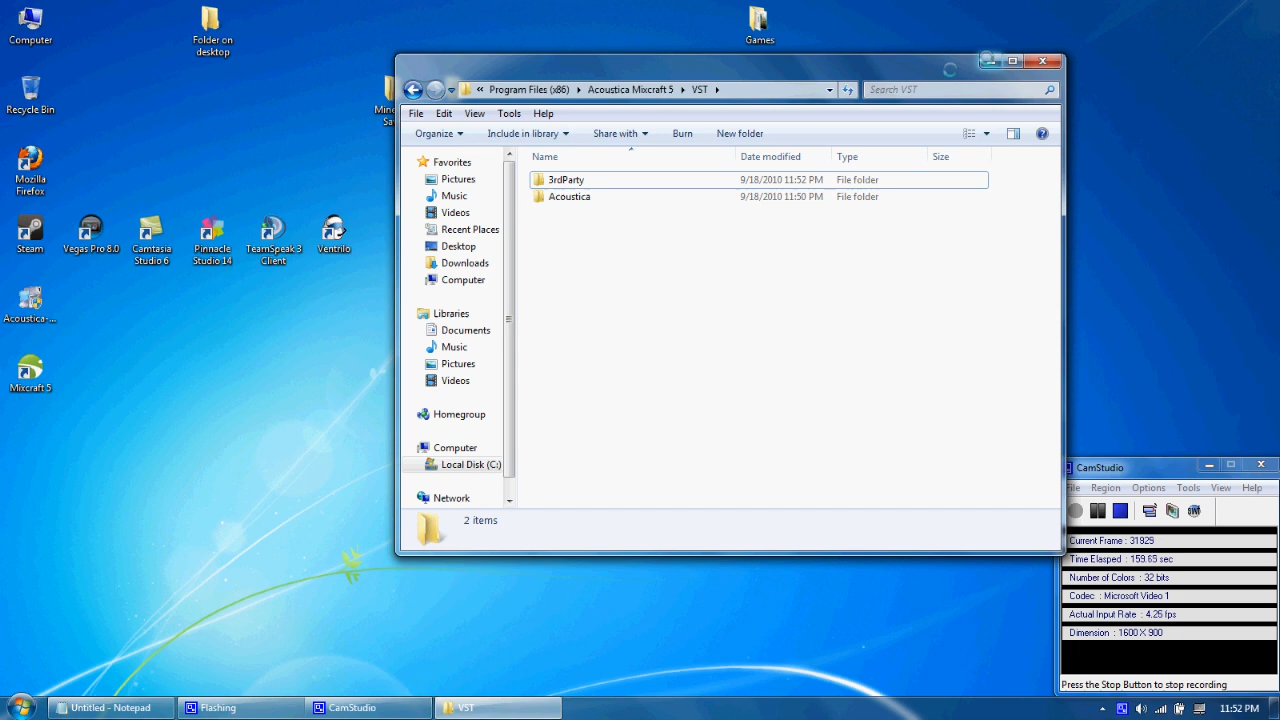 Computer
Folder on
desktop
Games
Recycle Bin
Mozilla
Firefox
Steam
Vegas Pro 8.0
Camtasia
Studio 6
Pinnacle
Studio 14
TeamSpeak 3
Client
Ventrilo
Acoustica-...
Mixcraft 5
« Program Files (x86) Acoustica Mixcraft 5 VST
Search VST
File Edit View Tools Help
Organize Include in library Share with Burn New folder
Name Date modified Type Size
3rdParty 9/18/2010 11:52 PM File folder
Acoustica 9/18/2010 11:50 PM File folder
Favorites
Pictures
Music
Videos
Recent Places
Desktop
Downloads
Computer
Libraries
Documents
Music
Pictures
Videos
Homegroup
Computer
Local Disk (C:)
Network
2 items
CamStudio
File Region Options Tools View Help
Current Frame : 31929
Time Elasped : 159.65 sec
Number of Colors : 32 bits
Codec : Microsoft Video 1
Actual Input Rate : 4.25 fps
Dimension : 1600 X 900
Press the Stop Button to stop recording
Untitled - Notepad
Flashing
CamStudio
VST
11:52 PM